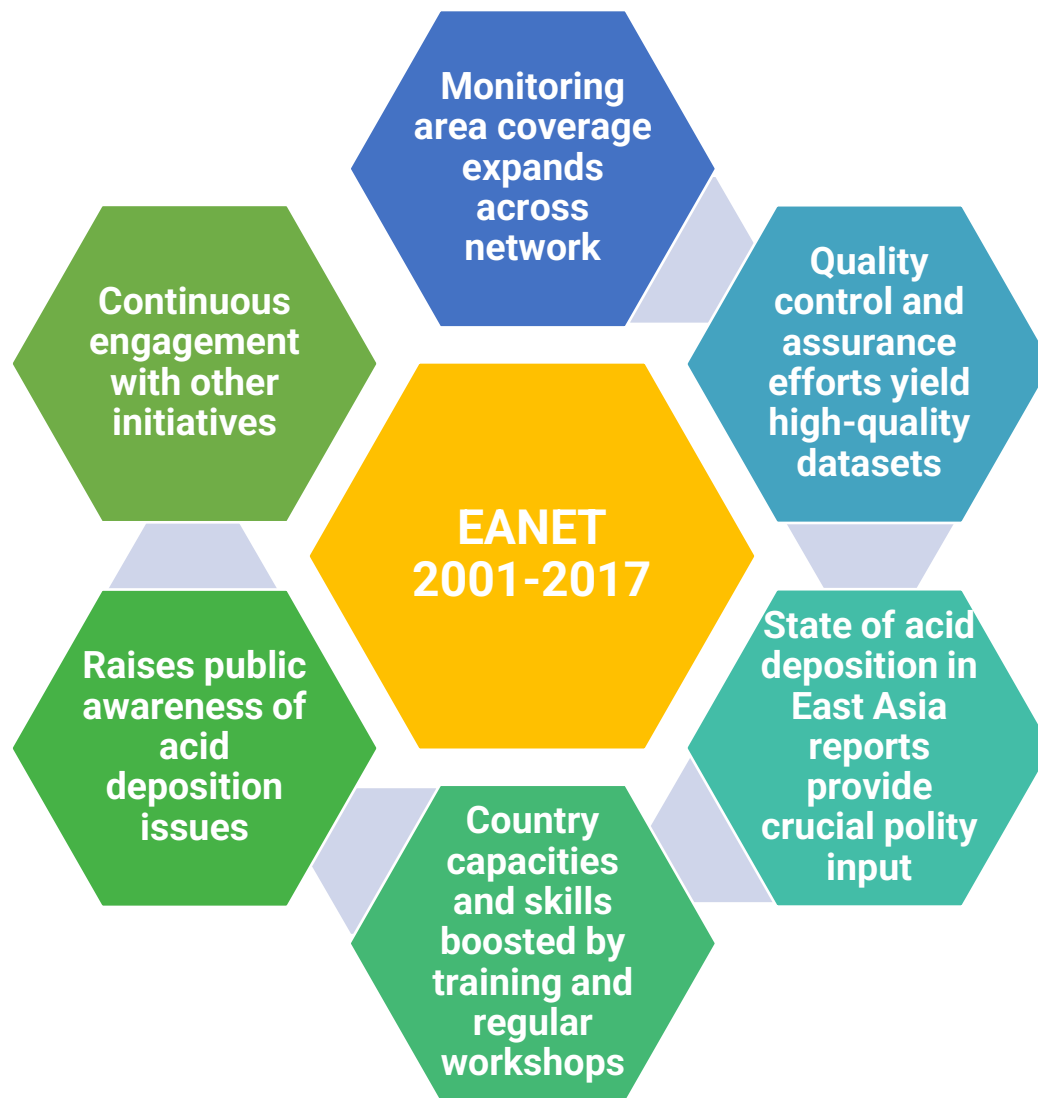 Monitoring
area coverage
expands
across
network
Quality
control and
assurance
efforts yield
high-quality
datasets
State of acid
deposition in
East Asia
reports
provide
crucial polity
input
Country
capacities
and skills
boosted by
training and
regular
workshops
Raises public
awareness of
acid
deposition
issues
Continuous
engagement
with other
initiatives
EANET
2001-2017